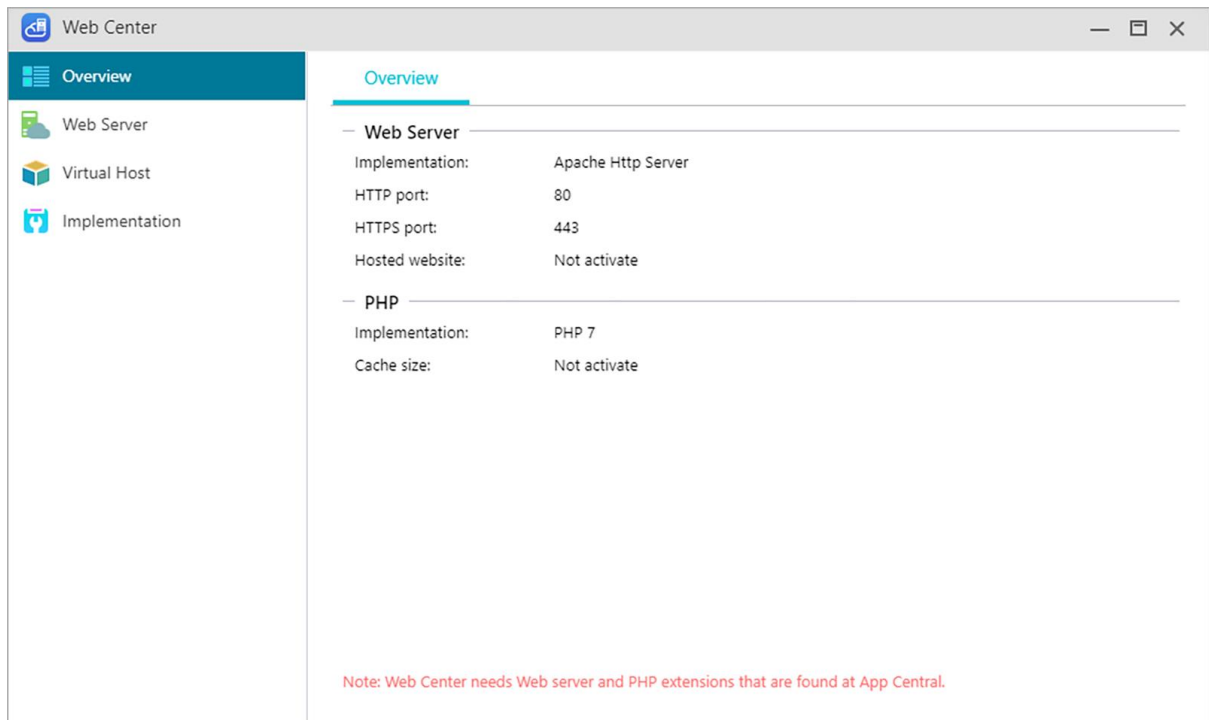 Web Center
Overview
Web Server
Virtual Host
Implementation
Overview
Web Server
Implementation: Apache Http Server
HTTP port: 80
HTTPS port: 443
Hosted website: Not activate
PHP
Implementation: PHP 7
Cache size: Not activate
Note: Web Center needs Web server and PHP extensions that are found at App Central.